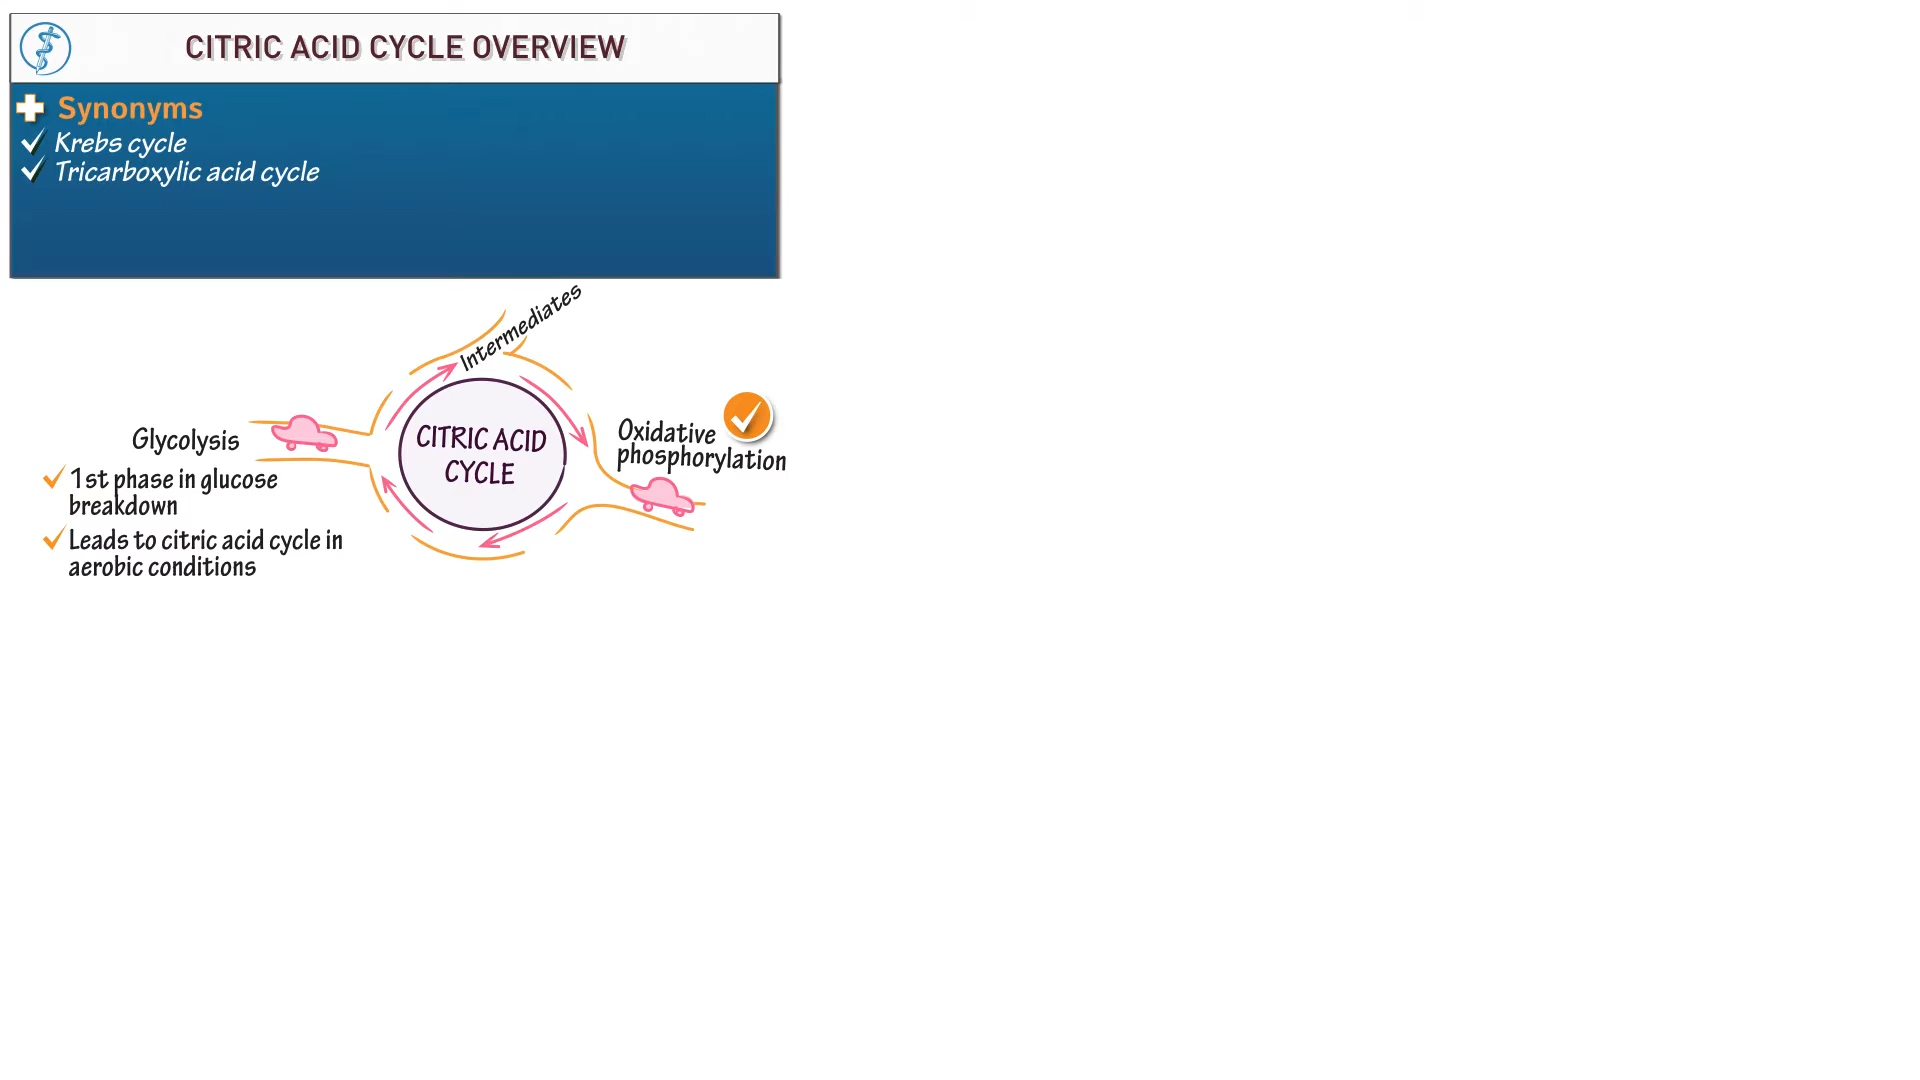 CITRIC ACID CYCLE OVERVIEW
Synonyms
Krebs cycle
Tricarboxylic acid cycle
Intermediates
CITRIC ACID
CYCLE
Glycolysis
1st phase in glucose
breakdown
Leads to citric acid cycle in
aerobic conditions
Oxidative
phosphorylation